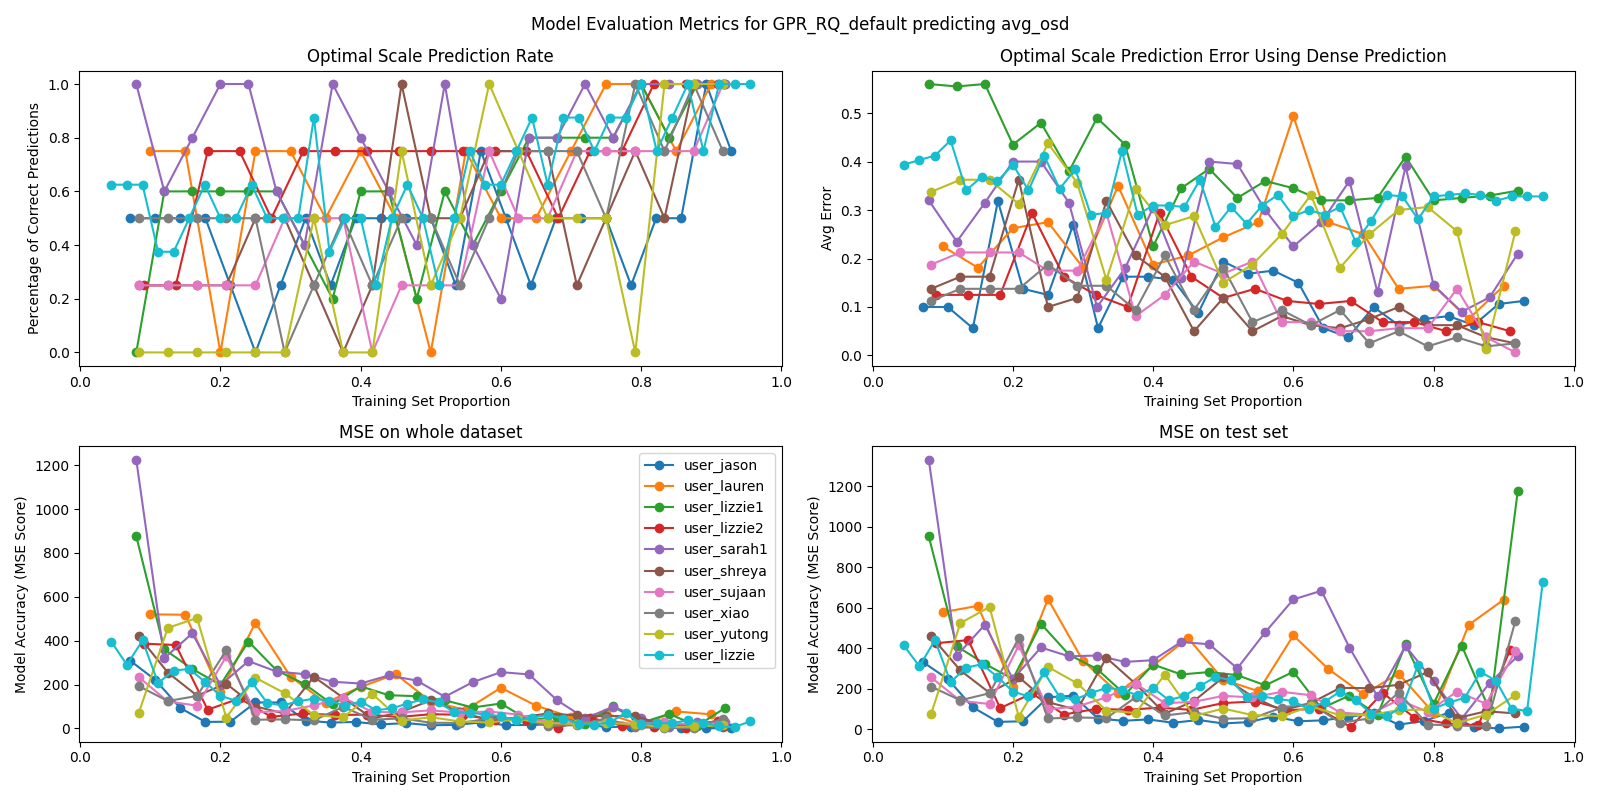 Model Evaluation Metrics for GPR_RQ_default predicting avg_osd
Optimal Scale Prediction Rate
Percentage of Correct Predictions
1.0
0.8
0.6
0.4
0.2
0.0
0.0 0.2 0.4 0.6 0.8 1.0
Training Set Proportion
Optimal Scale Prediction Error Using Dense Prediction
Avg Error
0.5
0.4
0.3
0.2
0.1
0.0
0.0 0.2 0.4 0.6 0.8 1.0
Training Set Proportion
MSE on whole dataset
Model Accuracy (MSE Score)
1200
1000
800
600
400
200
0
0.0 0.2 0.4 0.6 0.8 1.0
Training Set Proportion
user_jason
user_lauren
user_lizzie1
user_lizzie2
user_sarah1
user_shreya
user_sujaan
user_xiao
user_yutong
user_lizzie
MSE on test set
Model Accuracy (MSE Score)
1200
1000
800
600
400
200
0
0.0 0.2 0.4 0.6 0.8 1.0
Training Set Proportion